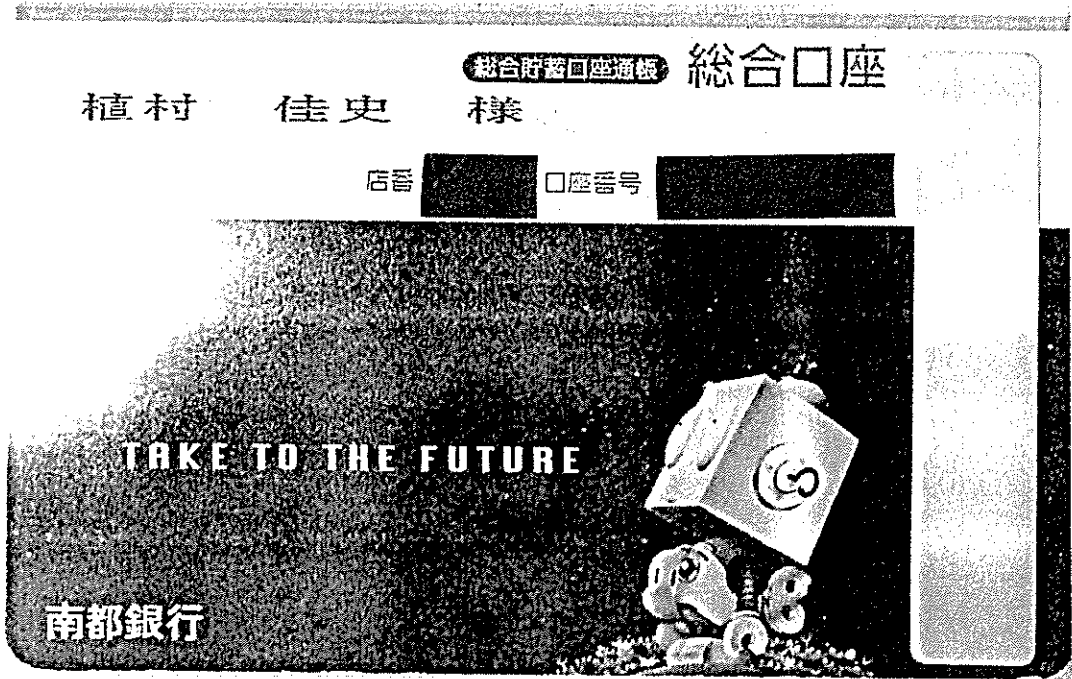 総合貯蓄口座通帳 総合口座
植村 佳史 様
店番 口座番号
TAKE TO THE FUTURE
南都銀行